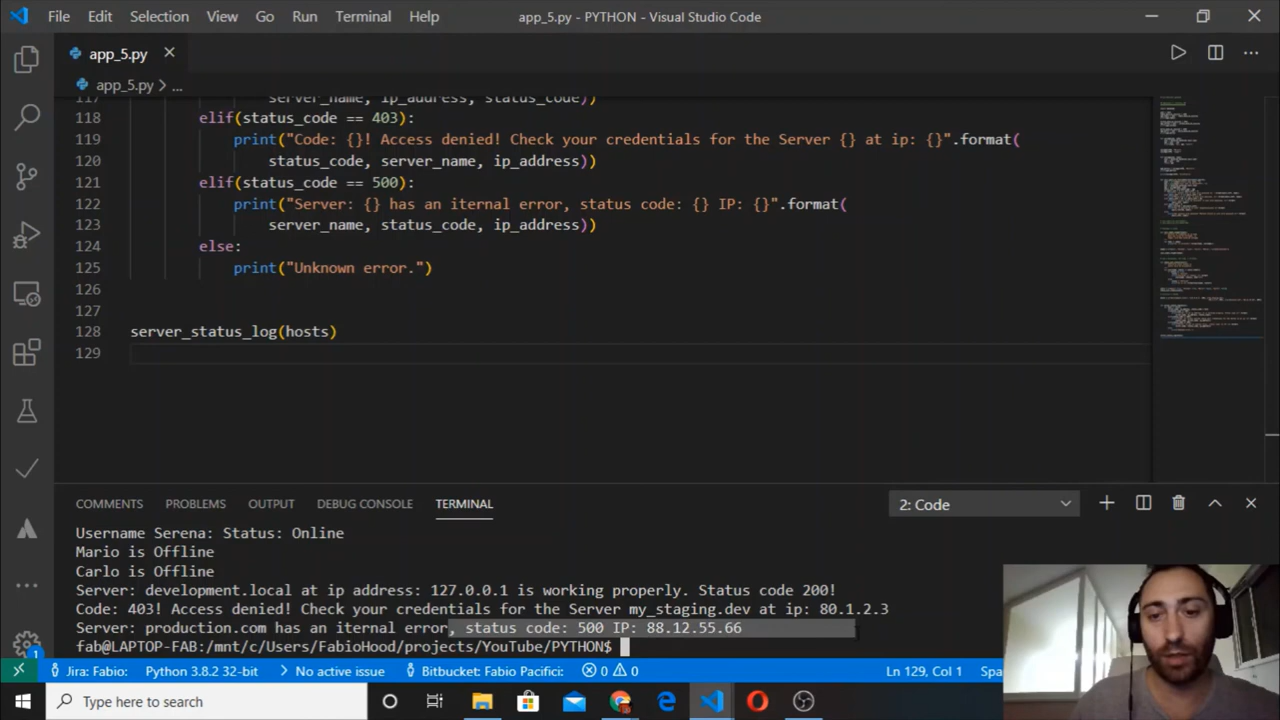 File Edit Selection View Go Run Terminal Help app_5.py - PYTHON - Visual Studio Code
app_5.py
app_5.py > ...
117 server_name, ip_address, status_code))
118 elif(status_code == 403):
119 print("Code: {}! Access denied! Check your credentials for the Server {} at ip: {}".format(
120 status_code, server_name, ip_address))
121 elif(status_code == 500):
122 print("Server: {} has an iternal error, status code: {} IP: {}".format(
123 server_name, status_code, ip_address))
124 else:
125 print("Unknown error.")
126
127
128 server_status_log(hosts)
129
COMMENTS PROBLEMS OUTPUT DEBUG CONSOLE TERMINAL 2: Code
Username Serena: Status: Online
Mario is Offline
Carlo is Offline
Server: development.local at ip address: 127.0.0.1 is working properly. Status code 200!
Code: 403! Access denied! Check your credentials for the Server my_staging.dev at ip: 80.1.2.3
Server: production.com has an iternal error, status code: 500 IP: 88.12.55.66
fab@LAPTOP-FAB:/mnt/c/Users/FabioHood/projects/YouTube/PYTHON$
1
Jira: Fabio: Python 3.8.2 32-bit No active issue Bitbucket: Fabio Pacifici: 0 0 Ln 129, Col 1 Spa
Type here to search